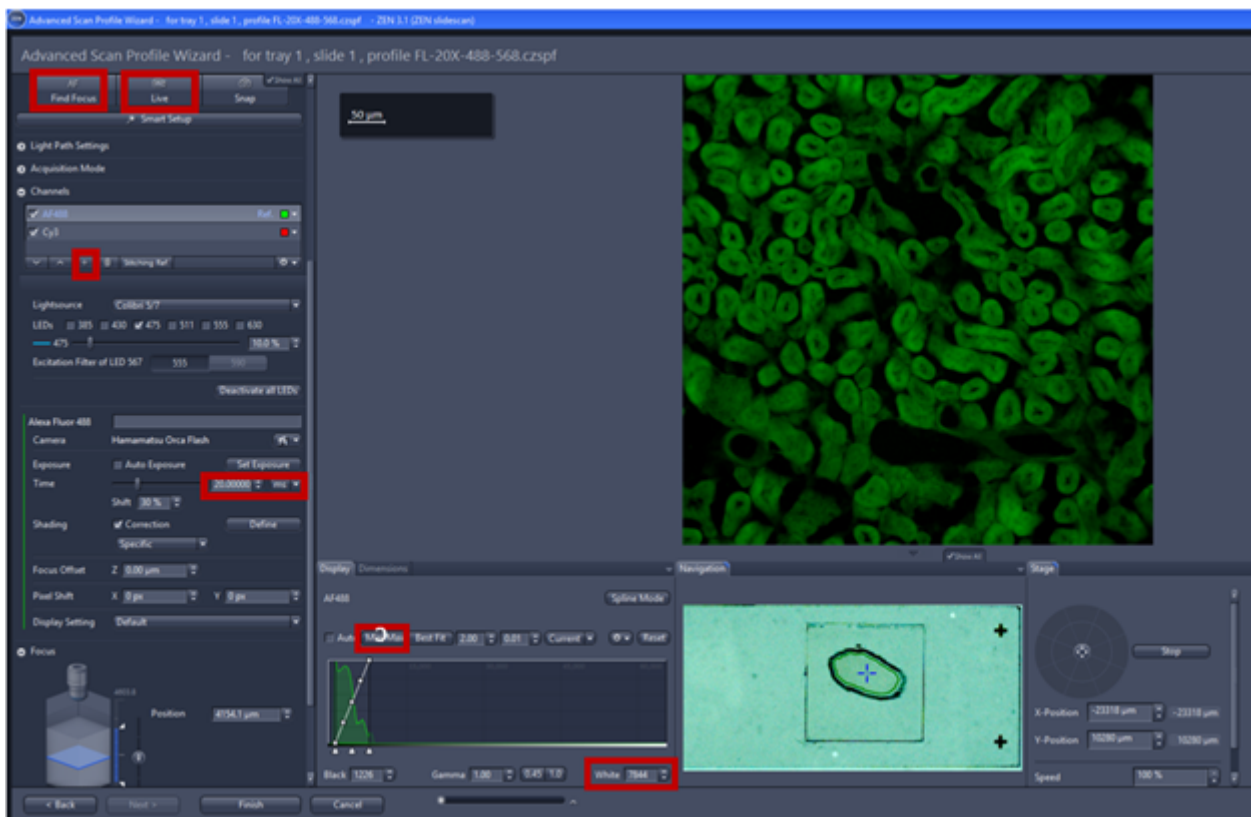 Advanced Scan Profile Wizard - for tray 1 , slide 1 , profile FL-20X-488-568.czspf - ZEN 3.1 (ZEN slidescan)
Advanced Scan Profile Wizard - for tray 1 , slide 1 , profile FL-20X-488-568.czspf
Show All
Find Focus Live Snap
50 µm
Smart Setup
Light Path Settings
Acquisition Mode
Channels
AF488 Ref.
Cy3
Stitching Ref
Lightsource Colibri 5/7
LEDs 385 430 475 511 555 630
475 10.0 %
Excitation Filter of LED 567 555 590
Deactivate all LEDs
Alexa Fluor 488
Camera Hamamatsu Orca Flash
Exposure Auto Exposure Set Exposure
Time 20.00000 ms
Shift 30 %
Shading Correction Define
Specific
Focus Offset Z 0.00 µm
Pixel Shift X 0 px Y 0 px
Display Setting Default
Focus
Position 4154.1 µm
Show All
Display Dimensions
AF488 Spline Mode
Auto Best Fit 2.00 0.01 Current Reset
Black 1226 Gamma 1.00 0.45 1.0 White 7844
Navigation
Stage
Stop
X-Position -23318 µm -23318 µm
Y-Position 10280 µm 10280 µm
Speed 100 %
< Back Next > Finish Cancel